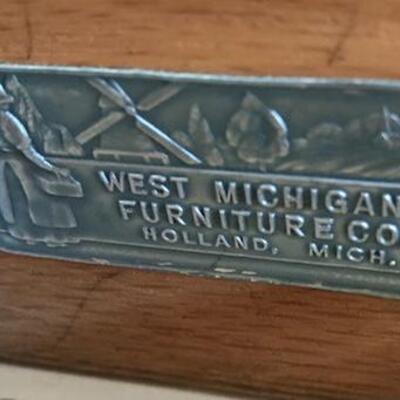 WEST MICHIGAN
FURNITURE CO
HOLLAND, MICH.